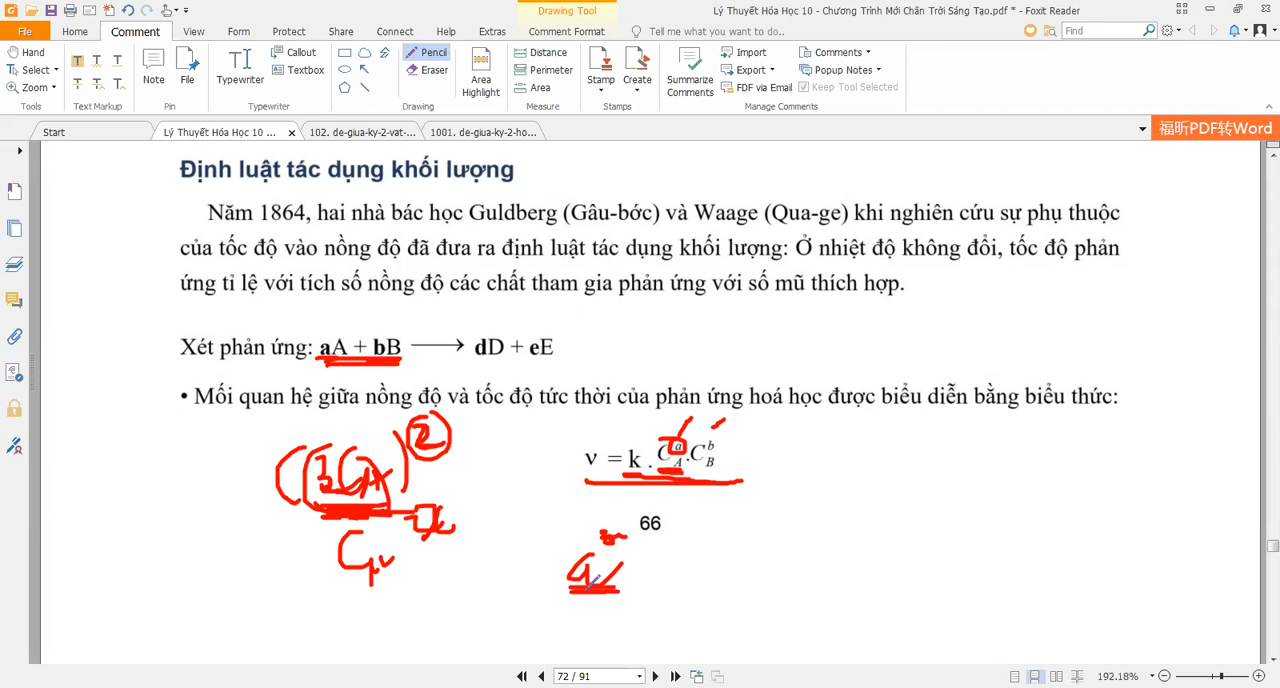 Drawing Tool
Lý Thuyết Hóa Học 10 - Chương Trình Mới Chân Trời Sáng Tạo.pdf * - Foxit Reader
File Home Comment View Form Protect Share Connect Help Extras Comment Format Tell me what you want to do.. Find
Hand
Select
Zoom
Tools
Text Markup
Note
File
Pin
Typewriter
Callout
Textbox
Typewriter
Pencil
Eraser
Drawing
Area Highlight
Distance
Perimeter
Area
Measure
Stamp
Create
Stamps
Summarize Comments
Import
Export
FDF via Email
Comments
Popup Notes
Keep Tool Selected
Manage Comments
Start
Lý Thuyết Hóa Học 10 ...
102. de-giua-ky-2-vat-...
1001. de-giua-ky-2-ho...
福昕PDF转Word
Định luật tác dụng khối lượng
Năm 1864, hai nhà bác học Guldberg (Gâu-bớc) và Waage (Qua-ge) khi nghiên cứu sự phụ thuộc
của tốc độ vào nồng độ đã đưa ra định luật tác dụng khối lượng: Ở nhiệt độ không đổi, tốc độ phản
ứng tỉ lệ với tích số nồng độ các chất tham gia phản ứng với số mũ thích hợp.
Xét phản ứng: aA + bB ⟶ dD + eE
• Mối quan hệ giữa nồng độ và tốc độ tức thời của phản ứng hoá học được biểu diễn bằng biểu thức:
2
v = k . C_A^a . C_B^b
66
72 / 91
192.18%